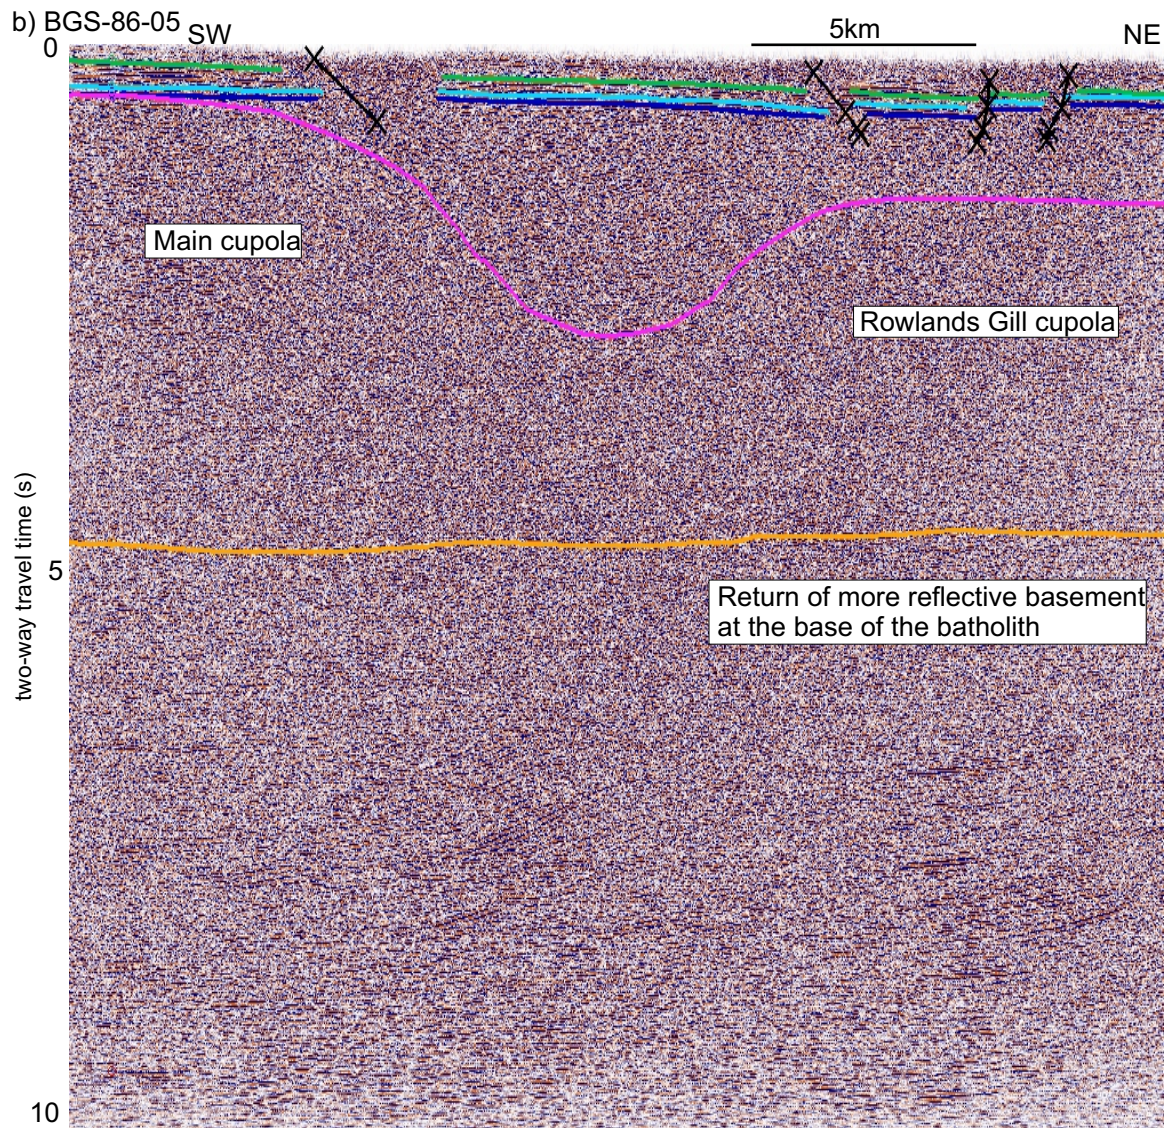 b) BGS-86-05
SW
5km
NE
0
Main cupola
Rowlands Gill cupola
two-way travel time (s)
5
Return of more reflective basement
at the base of the batholith
10